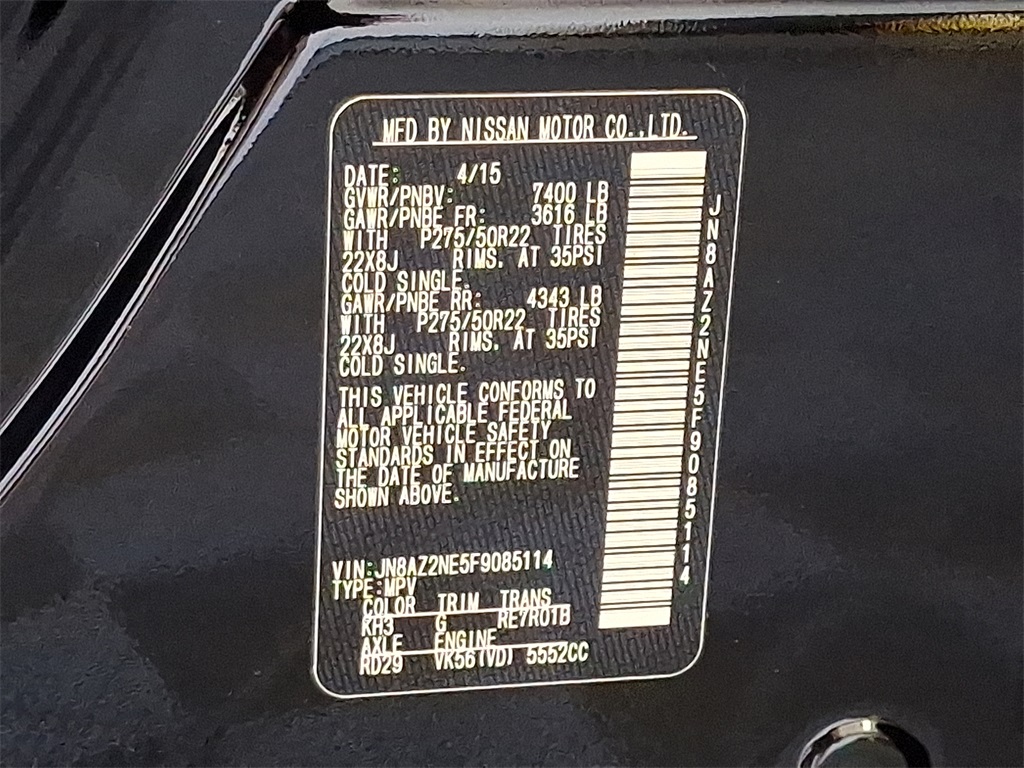 MFD BY NISSAN MOTOR CO.,LTD.
DATE: 4/15
GVWR/PNBV: 7400 LB
GAWR/PNBE FR: 3616 LB
WITH P275/50R22 TIRES
22X8J RIMS. AT 35PSI
COLD SINGLE.
GAWR/PNBE RR: 4343 LB
WITH P275/50R22 TIRES
22X8J RIMS. AT 35PSI
COLD SINGLE.
THIS VEHICLE CONFORMS TO
ALL APPLICABLE FEDERAL
MOTOR VEHICLE SAFETY
STANDARDS IN EFFECT ON
THE DATE OF MANUFACTURE
SHOWN ABOVE.
VIN:JN8AZ2NE5F9085114
TYPE:MPV
COLOR TRIM TRANS
KH3 G RE7R01B
AXLE ENGINE
RD29 VK56(VD) 5552CC
JN8AZ2NE5F9085114